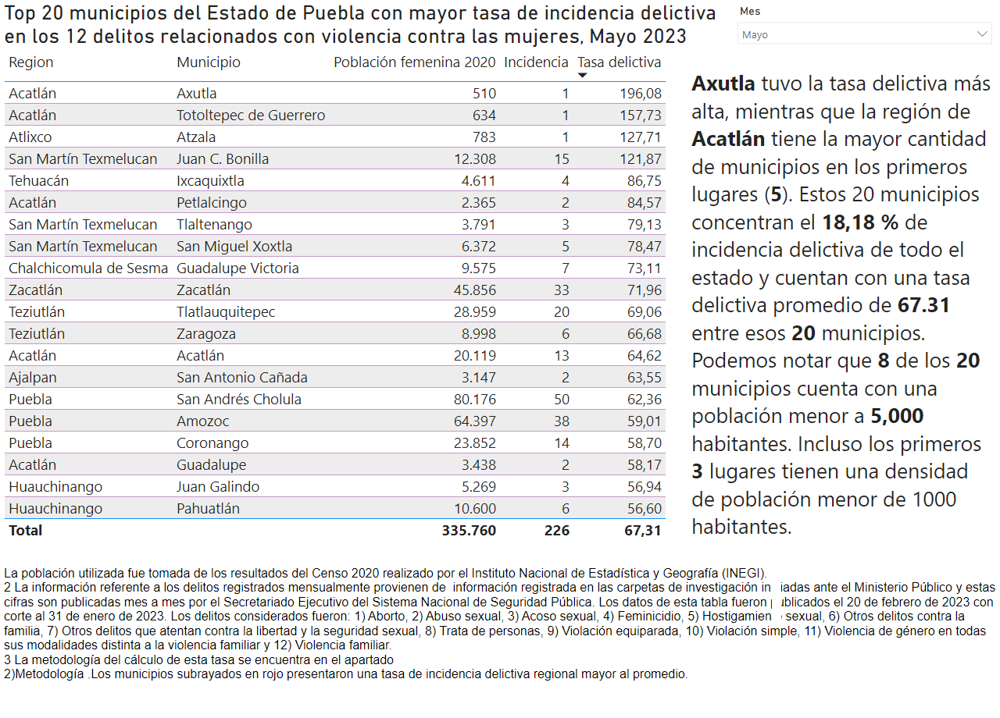 Top 20 municipios del Estado de Puebla con mayor tasa de incidencia delictiva
en los 12 delitos relacionados con violencia contra las mujeres, Mayo 2023
Mes
Mayo
Region Municipio Población femenina 2020 Incidencia Tasa delictiva
Acatlán Axutla 510 1 196,08
Acatlán Totoltepec de Guerrero 634 1 157,73
Atlixco Atzala 783 1 127,71
San Martín Texmelucan Juan C. Bonilla 12.308 15 121,87
Tehuacán Ixcaquixtla 4.611 4 86,75
Acatlán Petlalcingo 2.365 2 84,57
San Martín Texmelucan Tlaltenango 3.791 3 79,13
San Martín Texmelucan San Miguel Xoxtla 6.372 5 78,47
Chalchicomula de Sesma Guadalupe Victoria 9.575 7 73,11
Zacatlán Zacatlán 45.856 33 71,96
Teziutlán Tlatlauquitepec 28.959 20 69,06
Teziutlán Zaragoza 8.998 6 66,68
Acatlán Acatlán 20.119 13 64,62
Ajalpan San Antonio Cañada 3.147 2 63,55
Puebla San Andrés Cholula 80.176 50 62,36
Puebla Amozoc 64.397 38 59,01
Puebla Coronango 23.852 14 58,70
Acatlán Guadalupe 3.438 2 58,17
Huauchinango Juan Galindo 5.269 3 56,94
Huauchinango Pahuatlán 10.600 6 56,60
Total 335.760 226 67,31
Axutla tuvo la tasa delictiva más
alta, mientras que la región de
Acatlán tiene la mayor cantidad
de municipios en los primeros
lugares (5). Estos 20 municipios
concentran el 18,18 % de
incidencia delictiva de todo el
estado y cuentan con una tasa
delictiva promedio de 67.31
entre esos 20 municipios.
Podemos notar que 8 de los 20
municipios cuenta con una
población menor a 5,000
habitantes. Incluso los primeros
3 lugares tienen una densidad
de población menor de 1000
habitantes.
La población utilizada fue tomada de los resultados del Censo 2020 realizado por el Instituto Nacional de Estadística y Geografía (INEGI).
2 La información referente a los delitos registrados mensualmente provienen de información registrada en las carpetas de investigación in iadas ante el Ministerio Público y estas
cifras son publicadas mes a mes por el Secretariado Ejecutivo del Sistema Nacional de Seguridad Pública. Los datos de esta tabla fueron ublicados el 20 de febrero de 2023 con
corte al 31 de enero de 2023. Los delitos considerados fueron: 1) Aborto, 2) Abuso sexual, 3) Acoso sexual, 4) Feminicidio, 5) Hostigamien sexual, 6) Otros delitos contra la
familia, 7) Otros delitos que atentan contra la libertad y la seguridad sexual, 8) Trata de personas, 9) Violación equiparada, 10) Violación simple, 11) Violencia de género en todas
sus modalidades distinta a la violencia familiar y 12) Violencia familiar.
3 La metodología del cálculo de esta tasa se encuentra en el apartado
2)Metodología .Los municipios subrayados en rojo presentaron una tasa de incidencia delictiva regional mayor al promedio.